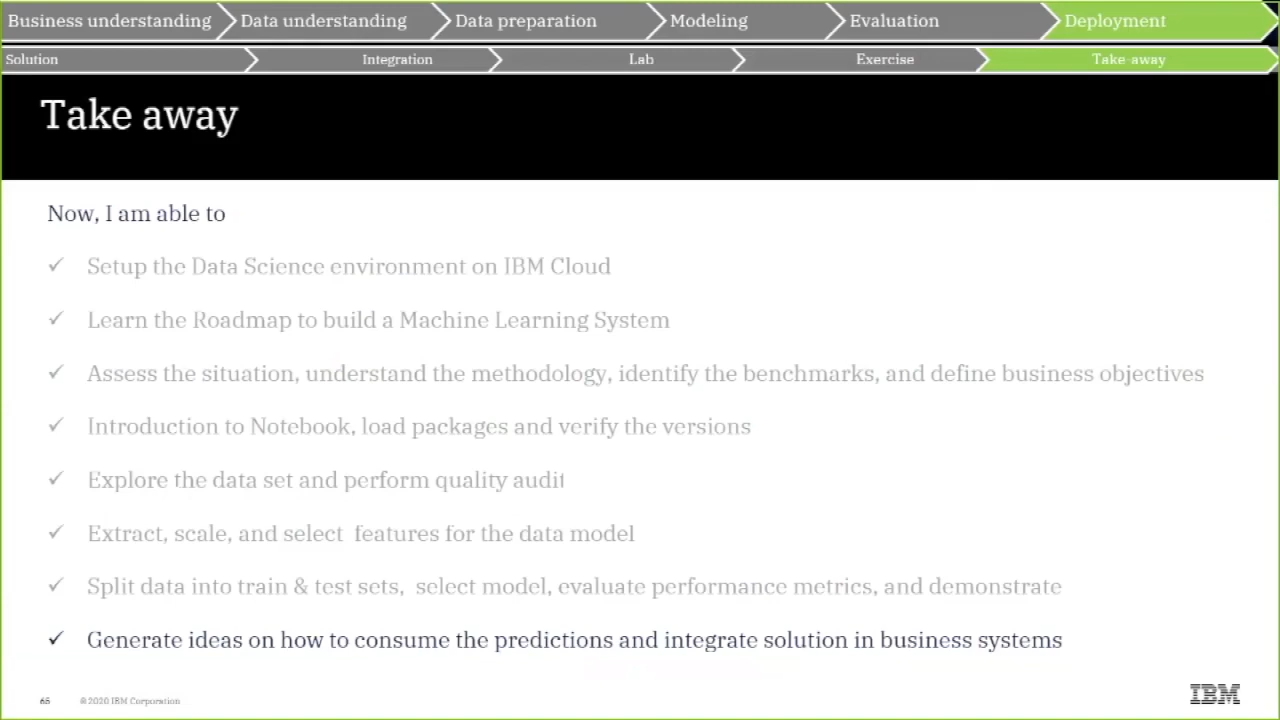 Business understanding Data understanding Data preparation Modeling Evaluation Deployment
Solution Integration Lab Exercise Take-away
Take away
Now, I am able to
✓ Setup the Data Science environment on IBM Cloud
✓ Learn the Roadmap to build a Machine Learning System
✓ Assess the situation, understand the methodology, identify the benchmarks, and define business objectives
✓ Introduction to Notebook, load packages and verify the versions
✓ Explore the data set and perform quality audit
✓ Extract, scale, and select features for the data model
✓ Split data into train & test sets, select model, evaluate performance metrics, and demonstrate
✓ Generate ideas on how to consume the predictions and integrate solution in business systems
65 © 2020 IBM Corporation IBM